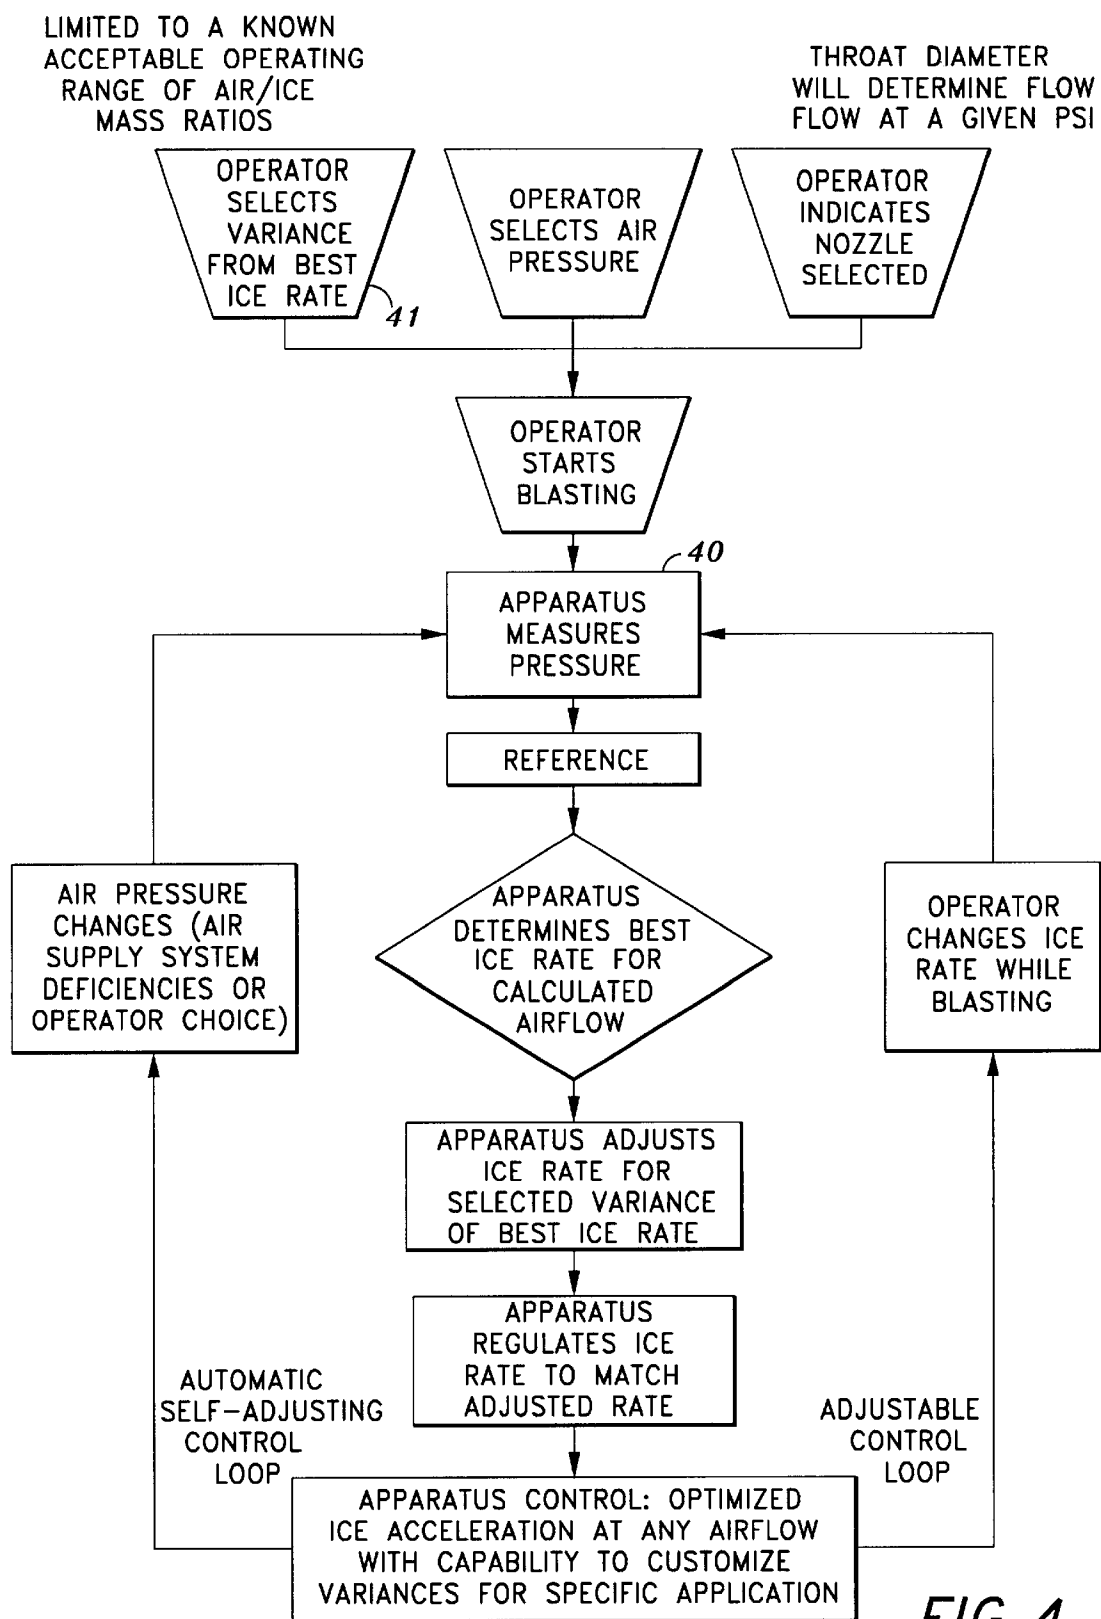 LIMITED TO A KNOWN
ACCEPTABLE OPERATING
RANGE OF AIR/ICE
MASS RATIOS
THROAT DIAMETER
WILL DETERMINE FLOW
FLOW AT A GIVEN PSI
OPERATOR
SELECTS
VARIANCE
FROM BEST
ICE RATE
41
OPERATOR
SELECTS AIR
PRESSURE
OPERATOR
INDICATES
NOZZLE
SELECTED
OPERATOR
STARTS
BLASTING
40
APPARATUS
MEASURES
PRESSURE
REFERENCE
AIR PRESSURE
CHANGES (AIR
SUPPLY SYSTEM
DEFICIENCIES OR
OPERATOR CHOICE)
APPARATUS
DETERMINES BEST
ICE RATE FOR
CALCULATED
AIRFLOW
OPERATOR
CHANGES ICE
RATE WHILE
BLASTING
APPARATUS ADJUSTS
ICE RATE FOR
SELECTED VARIANCE
OF BEST ICE RATE
APPARATUS
REGULATES ICE
RATE TO MATCH
ADJUSTED RATE
AUTOMATIC
SELF-ADJUSTING
CONTROL
LOOP
ADJUSTABLE
CONTROL
LOOP
APPARATUS CONTROL: OPTIMIZED
ICE ACCELERATION AT ANY AIRFLOW
WITH CAPABILITY TO CUSTOMIZE
VARIANCES FOR SPECIFIC APPLICATION
FIG. 4